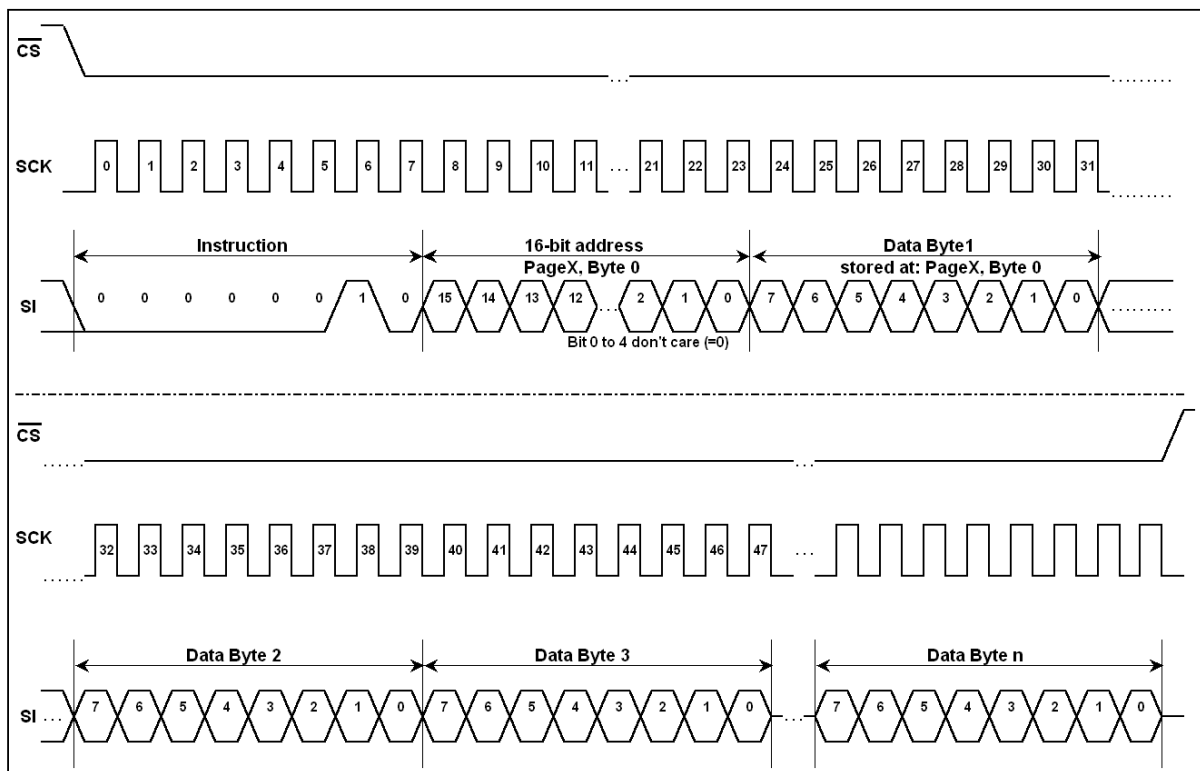 CS
...
.........
SCK
0 1 2 3 4 5 6 7 8 9 10 11 ... 21 22 23 24 25 26 27 28 29 30 31
.........
Instruction
16-bit address
Data Byte1
PageX, Byte 0
stored at: PageX, Byte 0
SI
0 0 0 0 0 0 1 0 15 14 13 12 ... 2 1 0 7 6 5 4 3 2 1 0 .........
Bit 0 to 4 don't care (=0)
CS
......
...
SCK
32 33 34 35 36 37 38 39 40 41 42 43 44 45 46 47 ...
......
Data Byte 2
Data Byte 3
Data Byte n
SI ... 7 6 5 4 3 2 1 0 7 6 5 4 3 2 1 0 ... 7 6 5 4 3 2 1 0